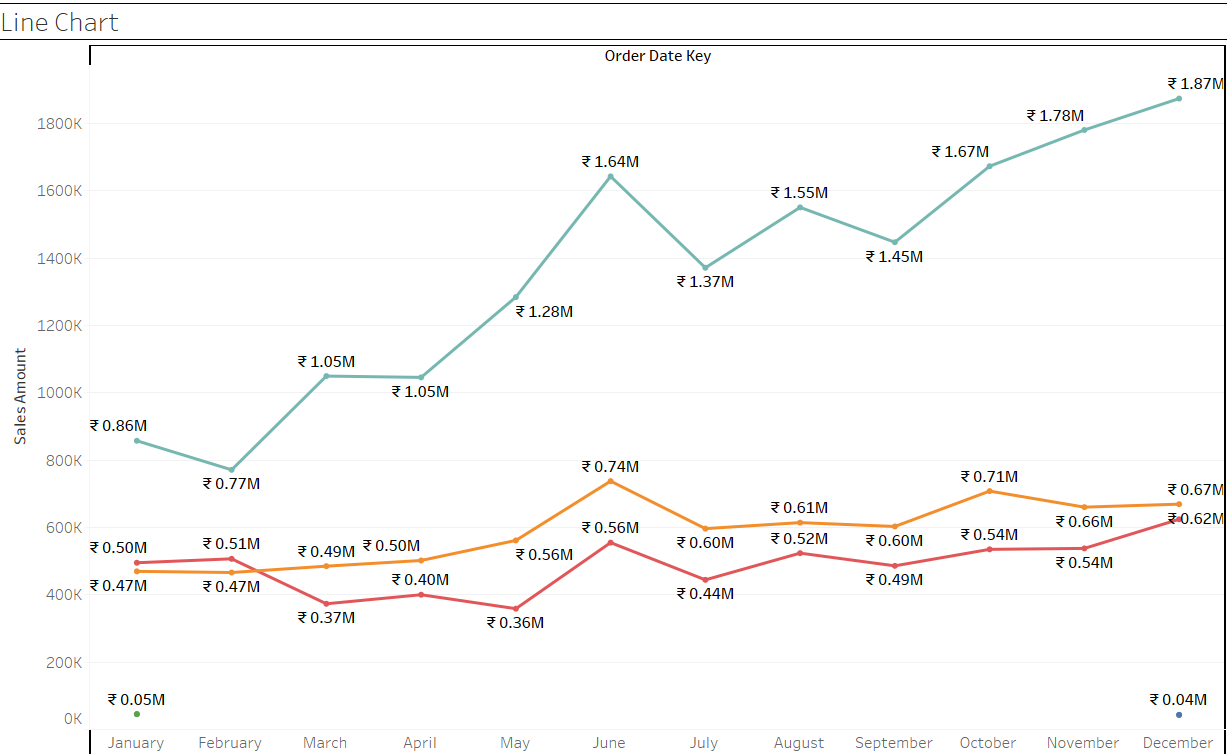 Line Chart
Order Date Key
Sales Amount
1800K
1600K
1400K
1200K
1000K
800K
600K
400K
200K
0K
₹ 0.86M
₹ 0.77M
₹ 1.05M
₹ 1.05M
₹ 1.28M
₹ 1.64M
₹ 1.37M
₹ 1.55M
₹ 1.45M
₹ 1.67M
₹ 1.78M
₹ 1.87M
₹ 0.47M
₹ 0.47M
₹ 0.49M
₹ 0.50M
₹ 0.56M
₹ 0.74M
₹ 0.60M
₹ 0.61M
₹ 0.60M
₹ 0.71M
₹ 0.66M
₹ 0.67M
₹ 0.50M
₹ 0.51M
₹ 0.37M
₹ 0.40M
₹ 0.36M
₹ 0.56M
₹ 0.44M
₹ 0.52M
₹ 0.49M
₹ 0.54M
₹ 0.54M
₹ 0.62M
₹ 0.05M
₹ 0.04M
January February March April May June July August September October November December